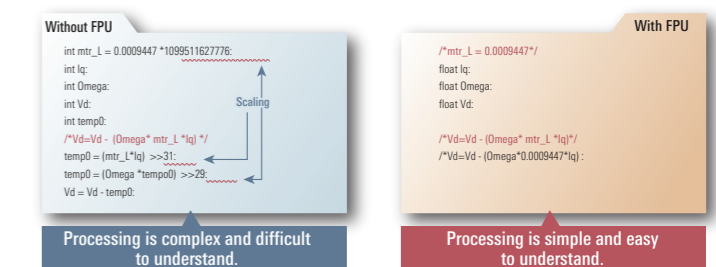 Without FPU
int mtr_L = 0.0009447 *1099511627776:
int Iq:
int Omega:
int Vd:
int temp0:
/*Vd=Vd - (Omega* mtr_L *Iq) */
temp0 = (mtr_L*Iq) >>31:
temp0 = (Omega *tempo0) >>29:
Vd = Vd - temp0:
Scaling
Processing is complex and difficult
to understand.
With FPU
/*mtr_L = 0.0009447*/
float Iq:
float Omega:
float Vd:
/*Vd=Vd - (Omega* mtr_L *Iq)*/
/*Vd=Vd - (Omega*0.0009447*Iq) :
Processing is simple and easy
to understand.